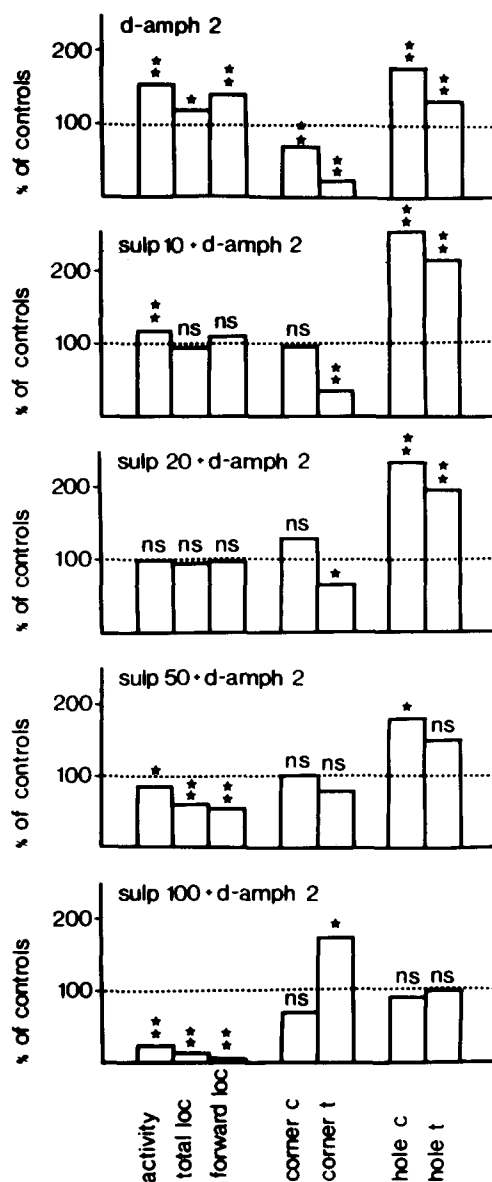 d-amph 2
200
100
% of controls
★★ ★ ★★ ★★ ★★ ★★ ★★
sulp 10 + d-amph 2
200
100
% of controls
★★ ns ns ns ★★ ★★ ★★
sulp 20 + d-amph 2
200
100
% of controls
ns ns ns ns ★ ★★ ★★
sulp 50 + d-amph 2
200
100
% of controls
★ ★★ ★★ ns ns ★ ns
sulp 100 + d-amph 2
200
100
% of controls
★★ ★★ ★★ ns ★ ns ns
activity
total loc
forward loc
corner c
corner t
hole c
hole t